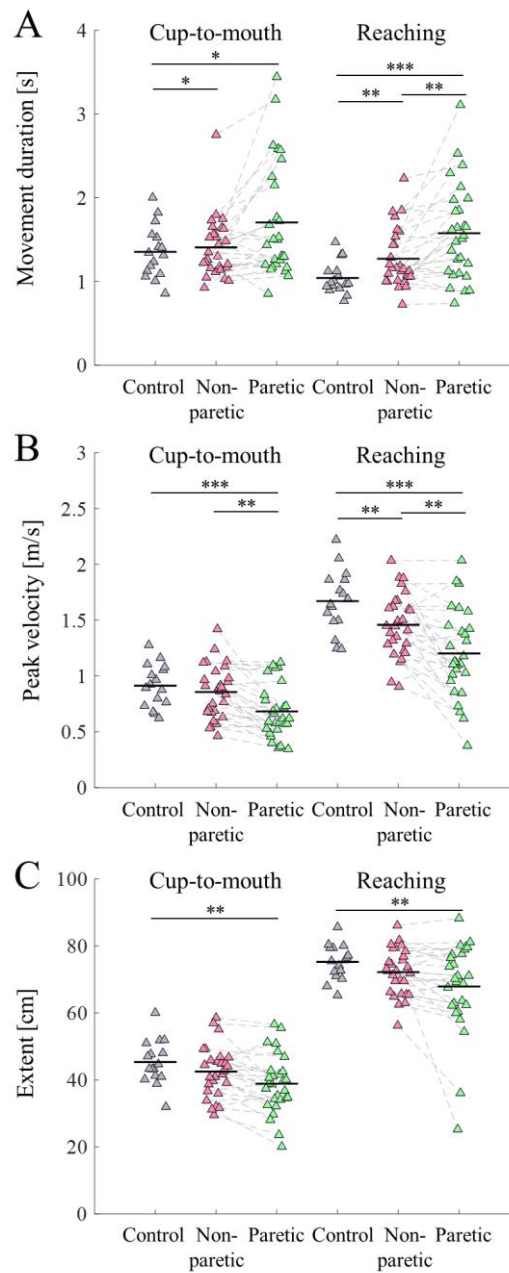 A
Cup-to-mouth Reaching
* ***
* ** **
Movement duration [s]
4
3
2
1
0
Control Non-paretic Paretic Control Non-paretic Paretic
B
Cup-to-mouth Reaching
*** ***
** ** **
Peak velocity [m/s]
3
2.5
2
1.5
1
0.5
0
Control Non-paretic Paretic Control Non-paretic Paretic
C
Cup-to-mouth Reaching
** **
Extent [cm]
100
80
60
40
20
0
Control Non-paretic Paretic Control Non-paretic Paretic